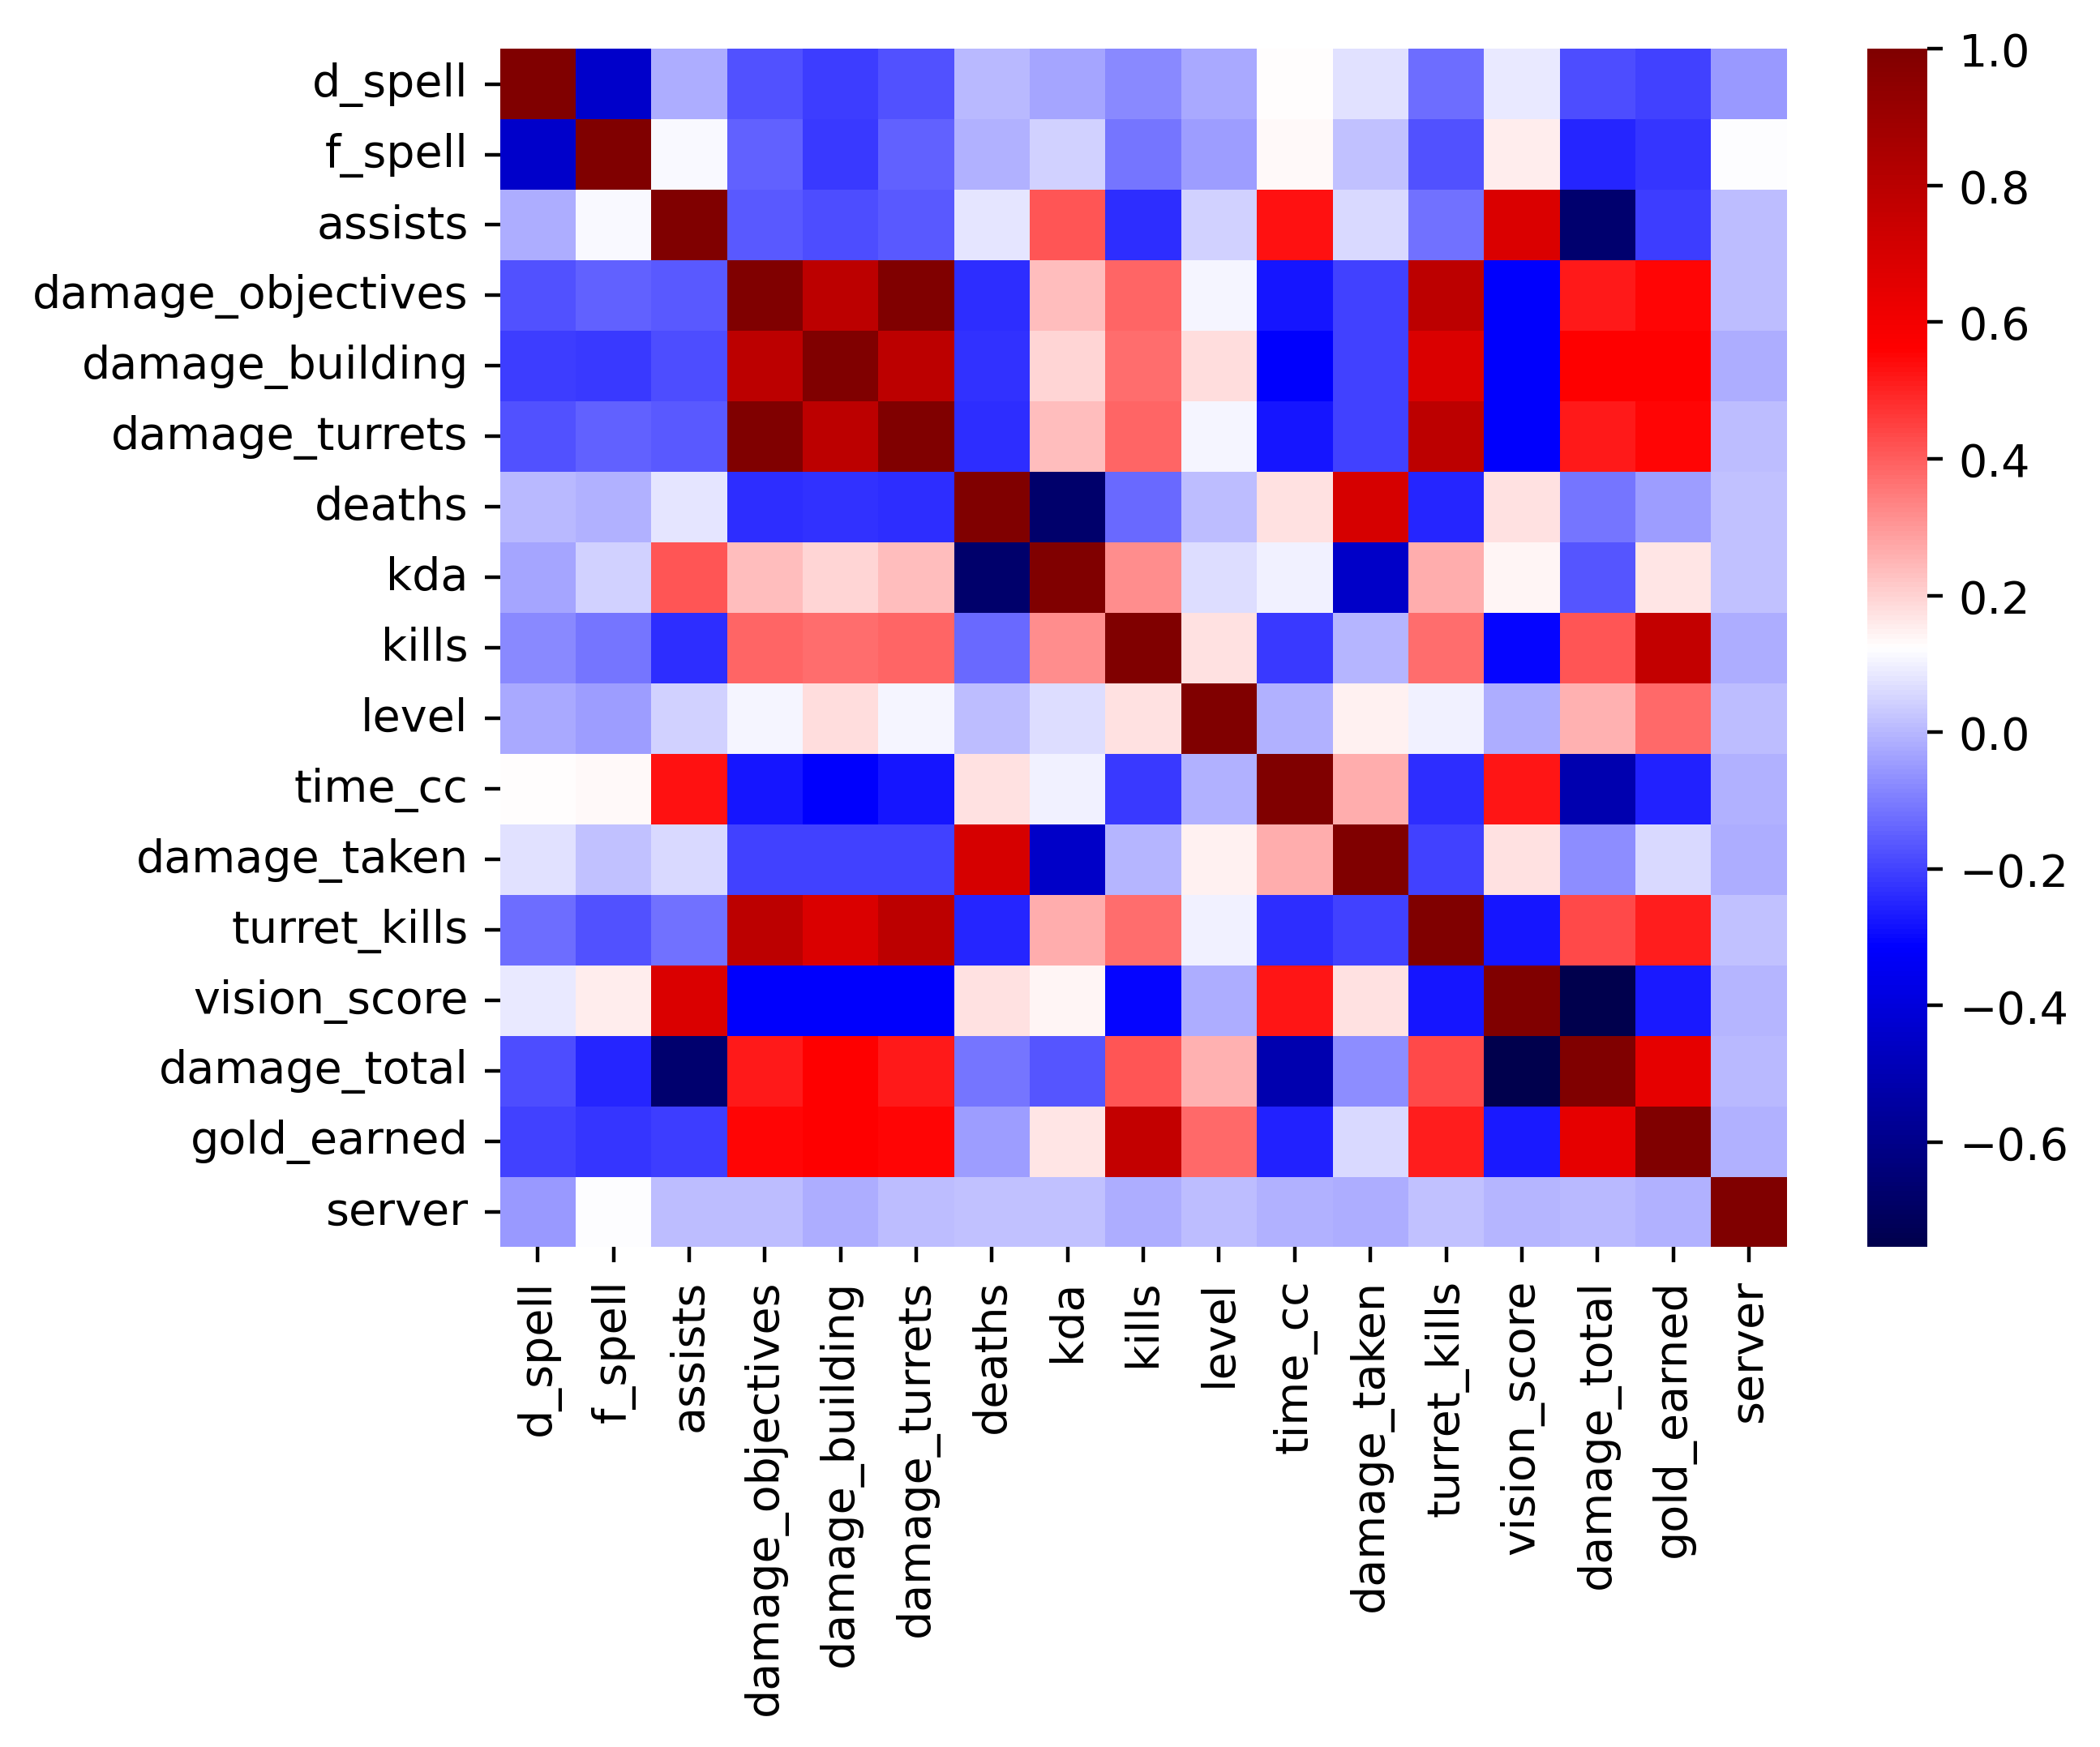 d_spell
f_spell
assists
damage_objectives
damage_building
damage_turrets
deaths
kda
kills
level
time_cc
damage_taken
turret_kills
vision_score
damage_total
gold_earned
server
d_spell
f_spell
assists
damage_objectives
damage_building
damage_turrets
deaths
kda
kills
level
time_cc
damage_taken
turret_kills
vision_score
damage_total
gold_earned
server
1.0
0.8
0.6
0.4
0.2
0.0
−0.2
−0.4
−0.6